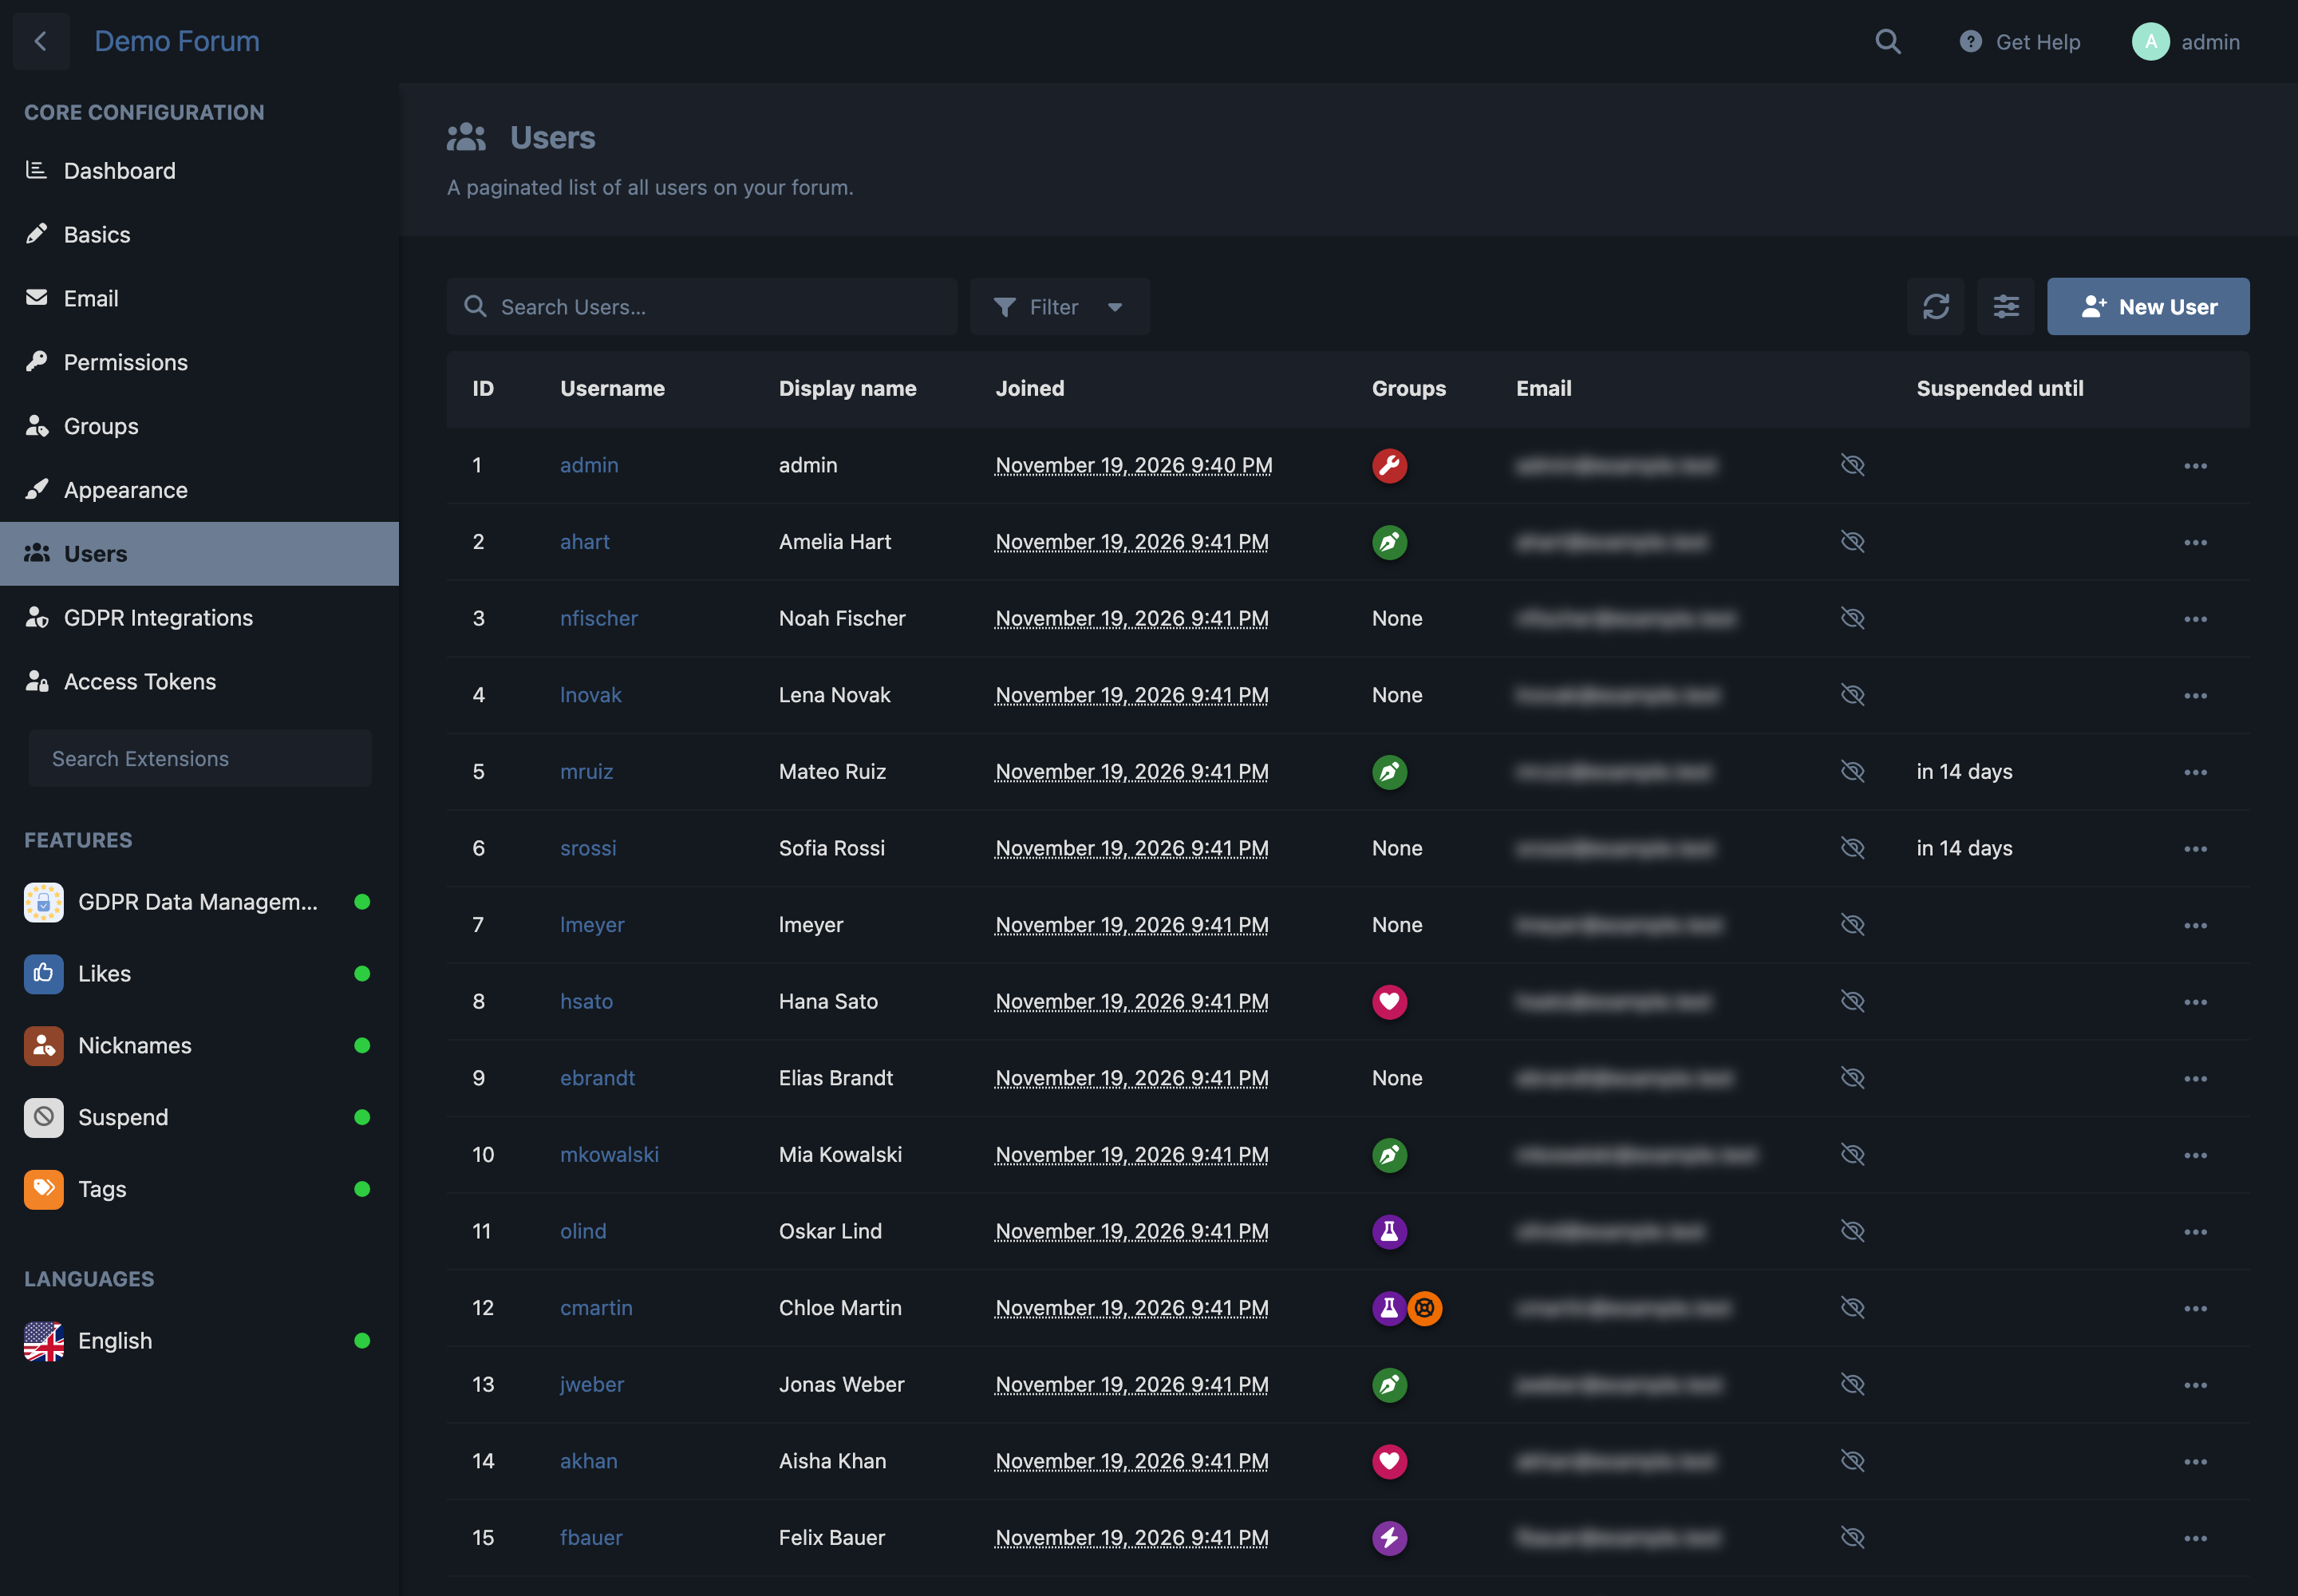 Demo Forum
Get Help
A
admin
CORE CONFIGURATION
Dashboard
Basics
Email
Permissions
Groups
Appearance
Users
GDPR Integrations
Access Tokens
Search Extensions
FEATURES
GDPR Data Managem...
Likes
Nicknames
Suspend
Tags
LANGUAGES
English
Users
A paginated list of all users on your forum.
Search Users...
Filter
New User
ID Username Display name Joined Groups Email Suspended until
1 admin admin November 19, 2026 9:40 PM
2 ahart Amelia Hart November 19, 2026 9:41 PM
3 nfischer Noah Fischer November 19, 2026 9:41 PM None
4 lnovak Lena Novak November 19, 2026 9:41 PM None
5 mruiz Mateo Ruiz November 19, 2026 9:41 PM in 14 days
6 srossi Sofia Rossi November 19, 2026 9:41 PM None in 14 days
7 lmeyer lmeyer November 19, 2026 9:41 PM None
8 hsato Hana Sato November 19, 2026 9:41 PM
9 ebrandt Elias Brandt November 19, 2026 9:41 PM None
10 mkowalski Mia Kowalski November 19, 2026 9:41 PM
11 olind Oskar Lind November 19, 2026 9:41 PM
12 cmartin Chloe Martin November 19, 2026 9:41 PM
13 jweber Jonas Weber November 19, 2026 9:41 PM
14 akhan Aisha Khan November 19, 2026 9:41 PM
15 fbauer Felix Bauer November 19, 2026 9:41 PM